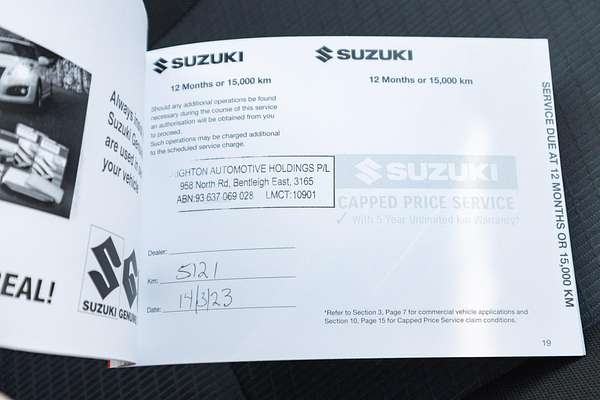 Always in
Suzuki Gen
are used to
your vehicle
REAL!
SUZUKI GENU
SUZUKI
12 Months or 15,000 km
Should any additional operations be found
necessary during the course of this service
an authorisation will be obtained from you
to proceed.
Such operations may be charged additional
to the scheduled service charge.
IGHTON AUTOMOTIVE HOLDINGS P/L
958 North Rd, Bentleigh East, 3165
ABN:93 637 069 028 LMCT:10901
Dealer:
Km: 5121
Date: 14/3/23
SUZUKI
12 Months or 15,000 km
SUZUKI
CAPPED PRICE SERVICE
✓ With 5 Year Unlimited km Warranty*
*Refer to Section 3, Page 7 for commercial vehicle applications and
Section 10, Page 15 for Capped Price Service claim conditions.
19
SERVICE DUE AT 12 MONTHS OR 15,000 KM